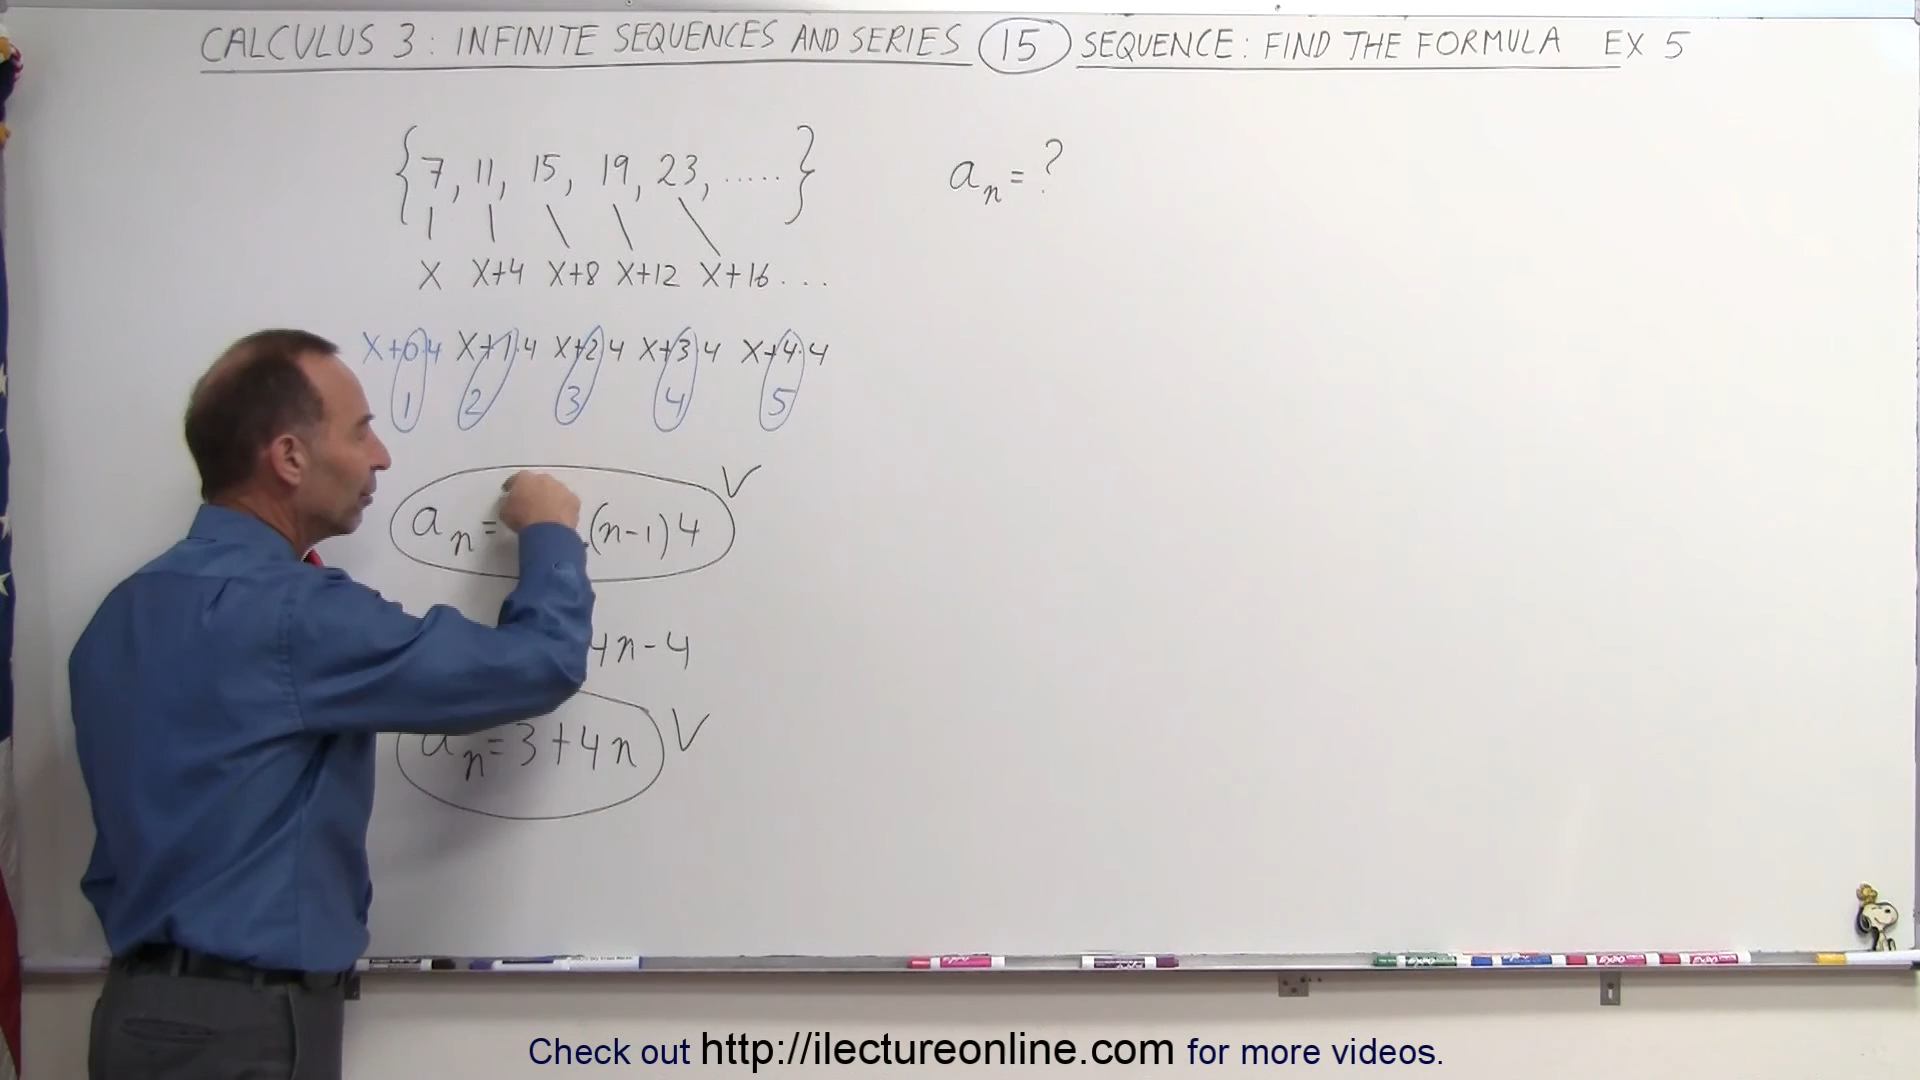 CALCULUS 3: INFINITE SEQUENCES AND SERIES 15 SEQUENCE: FIND THE FORMULA EX 5
{7, 11, 15, 19, 23, .....} aₙ = ?
X X+4 X+8 X+12 X+16 ...
X+0·4 X+1·4 X+2·4 X+3·4 X+4·4
1 2 3 4 5
aₙ = (n-1)4 ✓
4n-4
aₙ = 3+4n ✓
Check out http://ilectureonline.com for more videos.